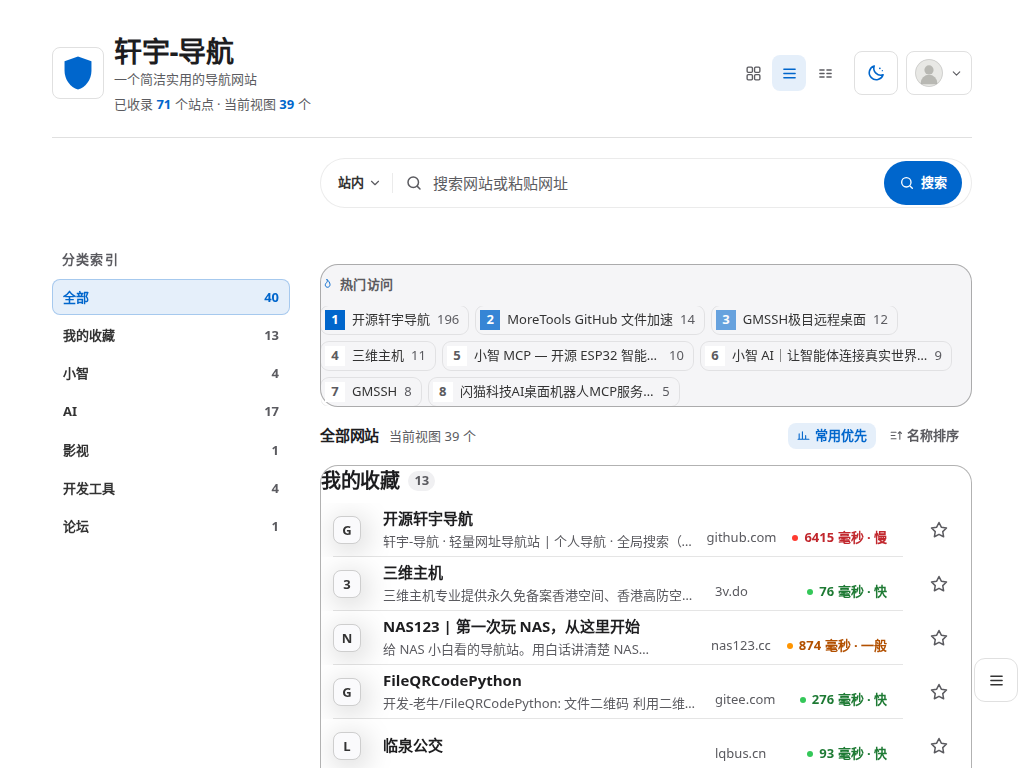 轩宇-导航
一个简洁实用的导航网站
已收录 71 个站点 · 当前视图 39 个
站内
搜索网站或粘贴网址
搜索
分类索引
全部 40
我的收藏 13
小智 4
AI 17
影视 1
开发工具 4
论坛 1
热门访问
1 开源轩宇导航 196
2 MoreTools GitHub 文件加速 14
3 GMSSH极目远程桌面 12
4 三维主机 11
5 小智 MCP — 开源 ESP32 智能... 10
6 小智 AI｜让智能体连接真实世界... 9
7 GMSSH 8
8 闪猫科技AI桌面机器人MCP服务... 5
全部网站 当前视图 39 个
常用优先
名称排序
我的收藏 13
G 开源轩宇导航
轩宇-导航 · 轻量网址导航站 | 个人导航 · 全局搜索（... github.com 6415 毫秒 · 慢
3 三维主机
三维主机专业提供永久免备案香港空间、香港高防空... 3v.do 76 毫秒 · 快
N NAS123 | 第一次玩 NAS，从这里开始
给 NAS 小白看的导航站。用白话讲清楚 NAS... nas123.cc 874 毫秒 · 一般
G FileQRCodePython
开发-老牛/FileQRCodePython: 文件二维码 利用二维... gitee.com 276 毫秒 · 快
L 临泉公交
lqbus.cn 93 毫秒 · 快